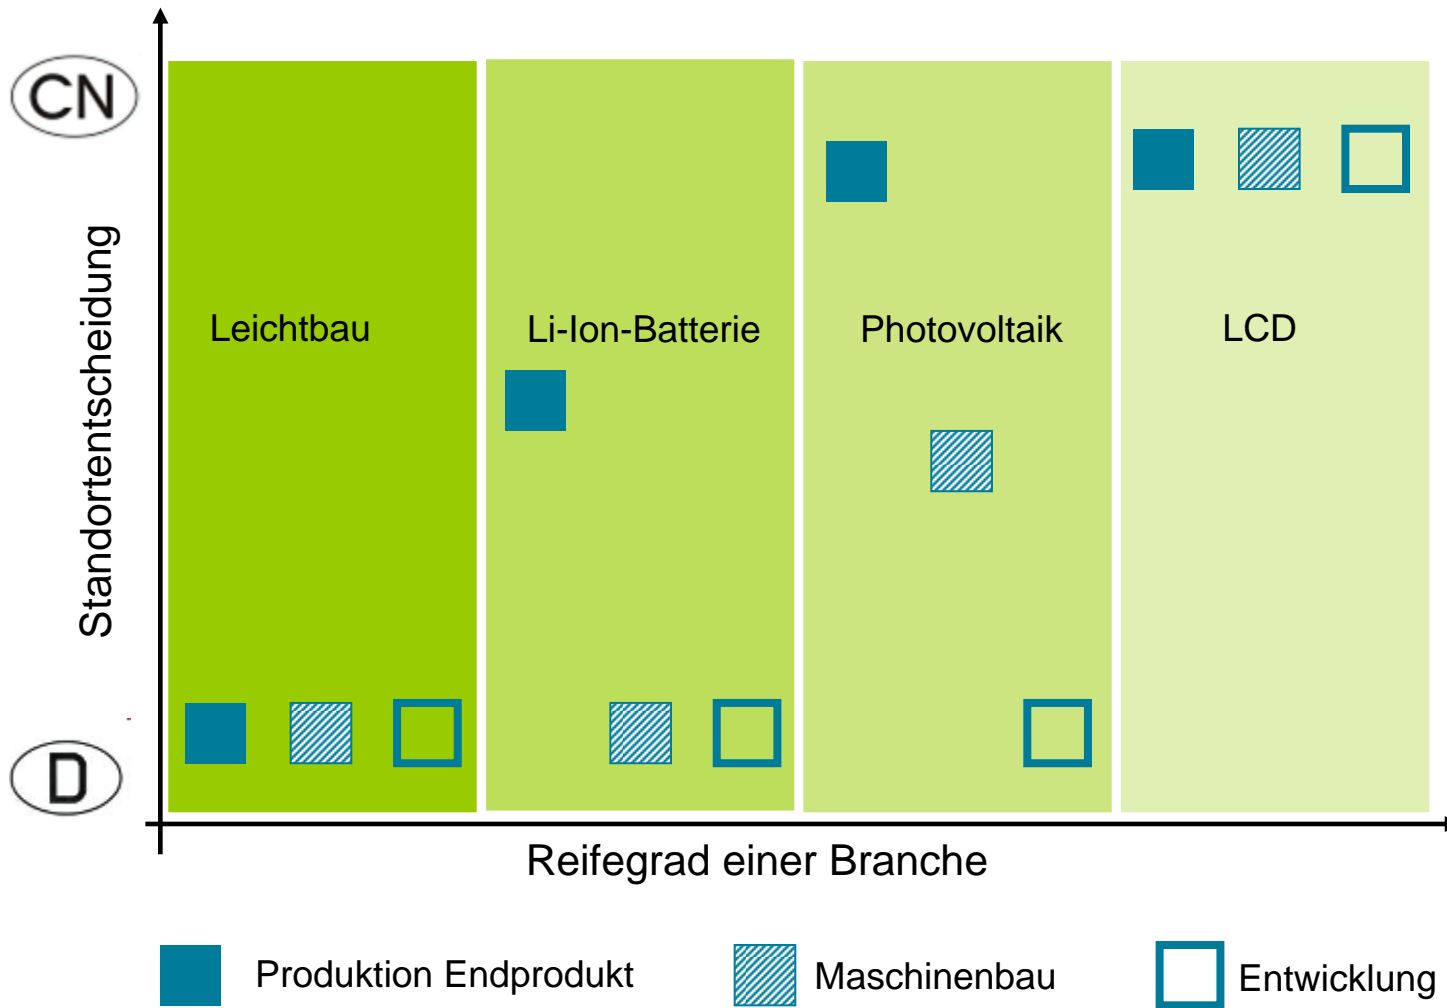 CN
Standortentscheidung
Leichtbau
Li-Ion-Batterie
Photovoltaik
LCD
D
Reifegrad einer Branche
Produktion Endprodukt
Maschinenbau
Entwicklung